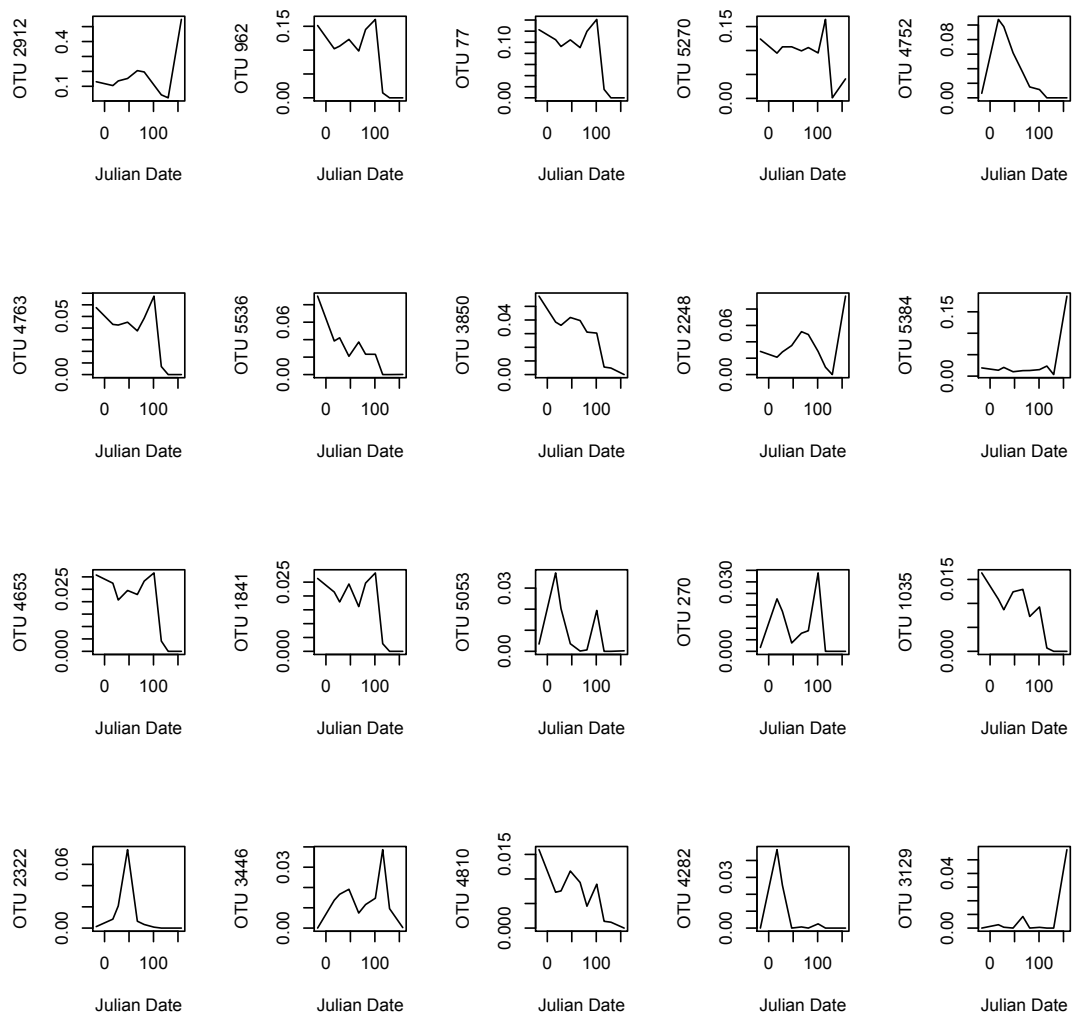 OTU 2912
0.1 0.4
0 100
Julian Date
OTU 962
0.00 0.15
0 100
Julian Date
OTU 77
0.00 0.10
0 100
Julian Date
OTU 5270
0.00 0.15
0 100
Julian Date
OTU 4752
0.00 0.08
0 100
Julian Date
OTU 4763
0.00 0.05
0 100
Julian Date
OTU 5536
0.00 0.06
0 100
Julian Date
OTU 3850
0.00 0.04
0 100
Julian Date
OTU 2248
0.00 0.06
0 100
Julian Date
OTU 5384
0.00 0.15
0 100
Julian Date
OTU 4653
0.000 0.025
0 100
Julian Date
OTU 1841
0.000 0.025
0 100
Julian Date
OTU 5053
0.00 0.03
0 100
Julian Date
OTU 270
0.000 0.030
0 100
Julian Date
OTU 1035
0.000 0.015
0 100
Julian Date
OTU 2322
0.00 0.06
0 100
Julian Date
OTU 3446
0.00 0.03
0 100
Julian Date
OTU 4810
0.000 0.015
0 100
Julian Date
OTU 4282
0.00 0.03
0 100
Julian Date
OTU 3129
0.00 0.04
0 100
Julian Date